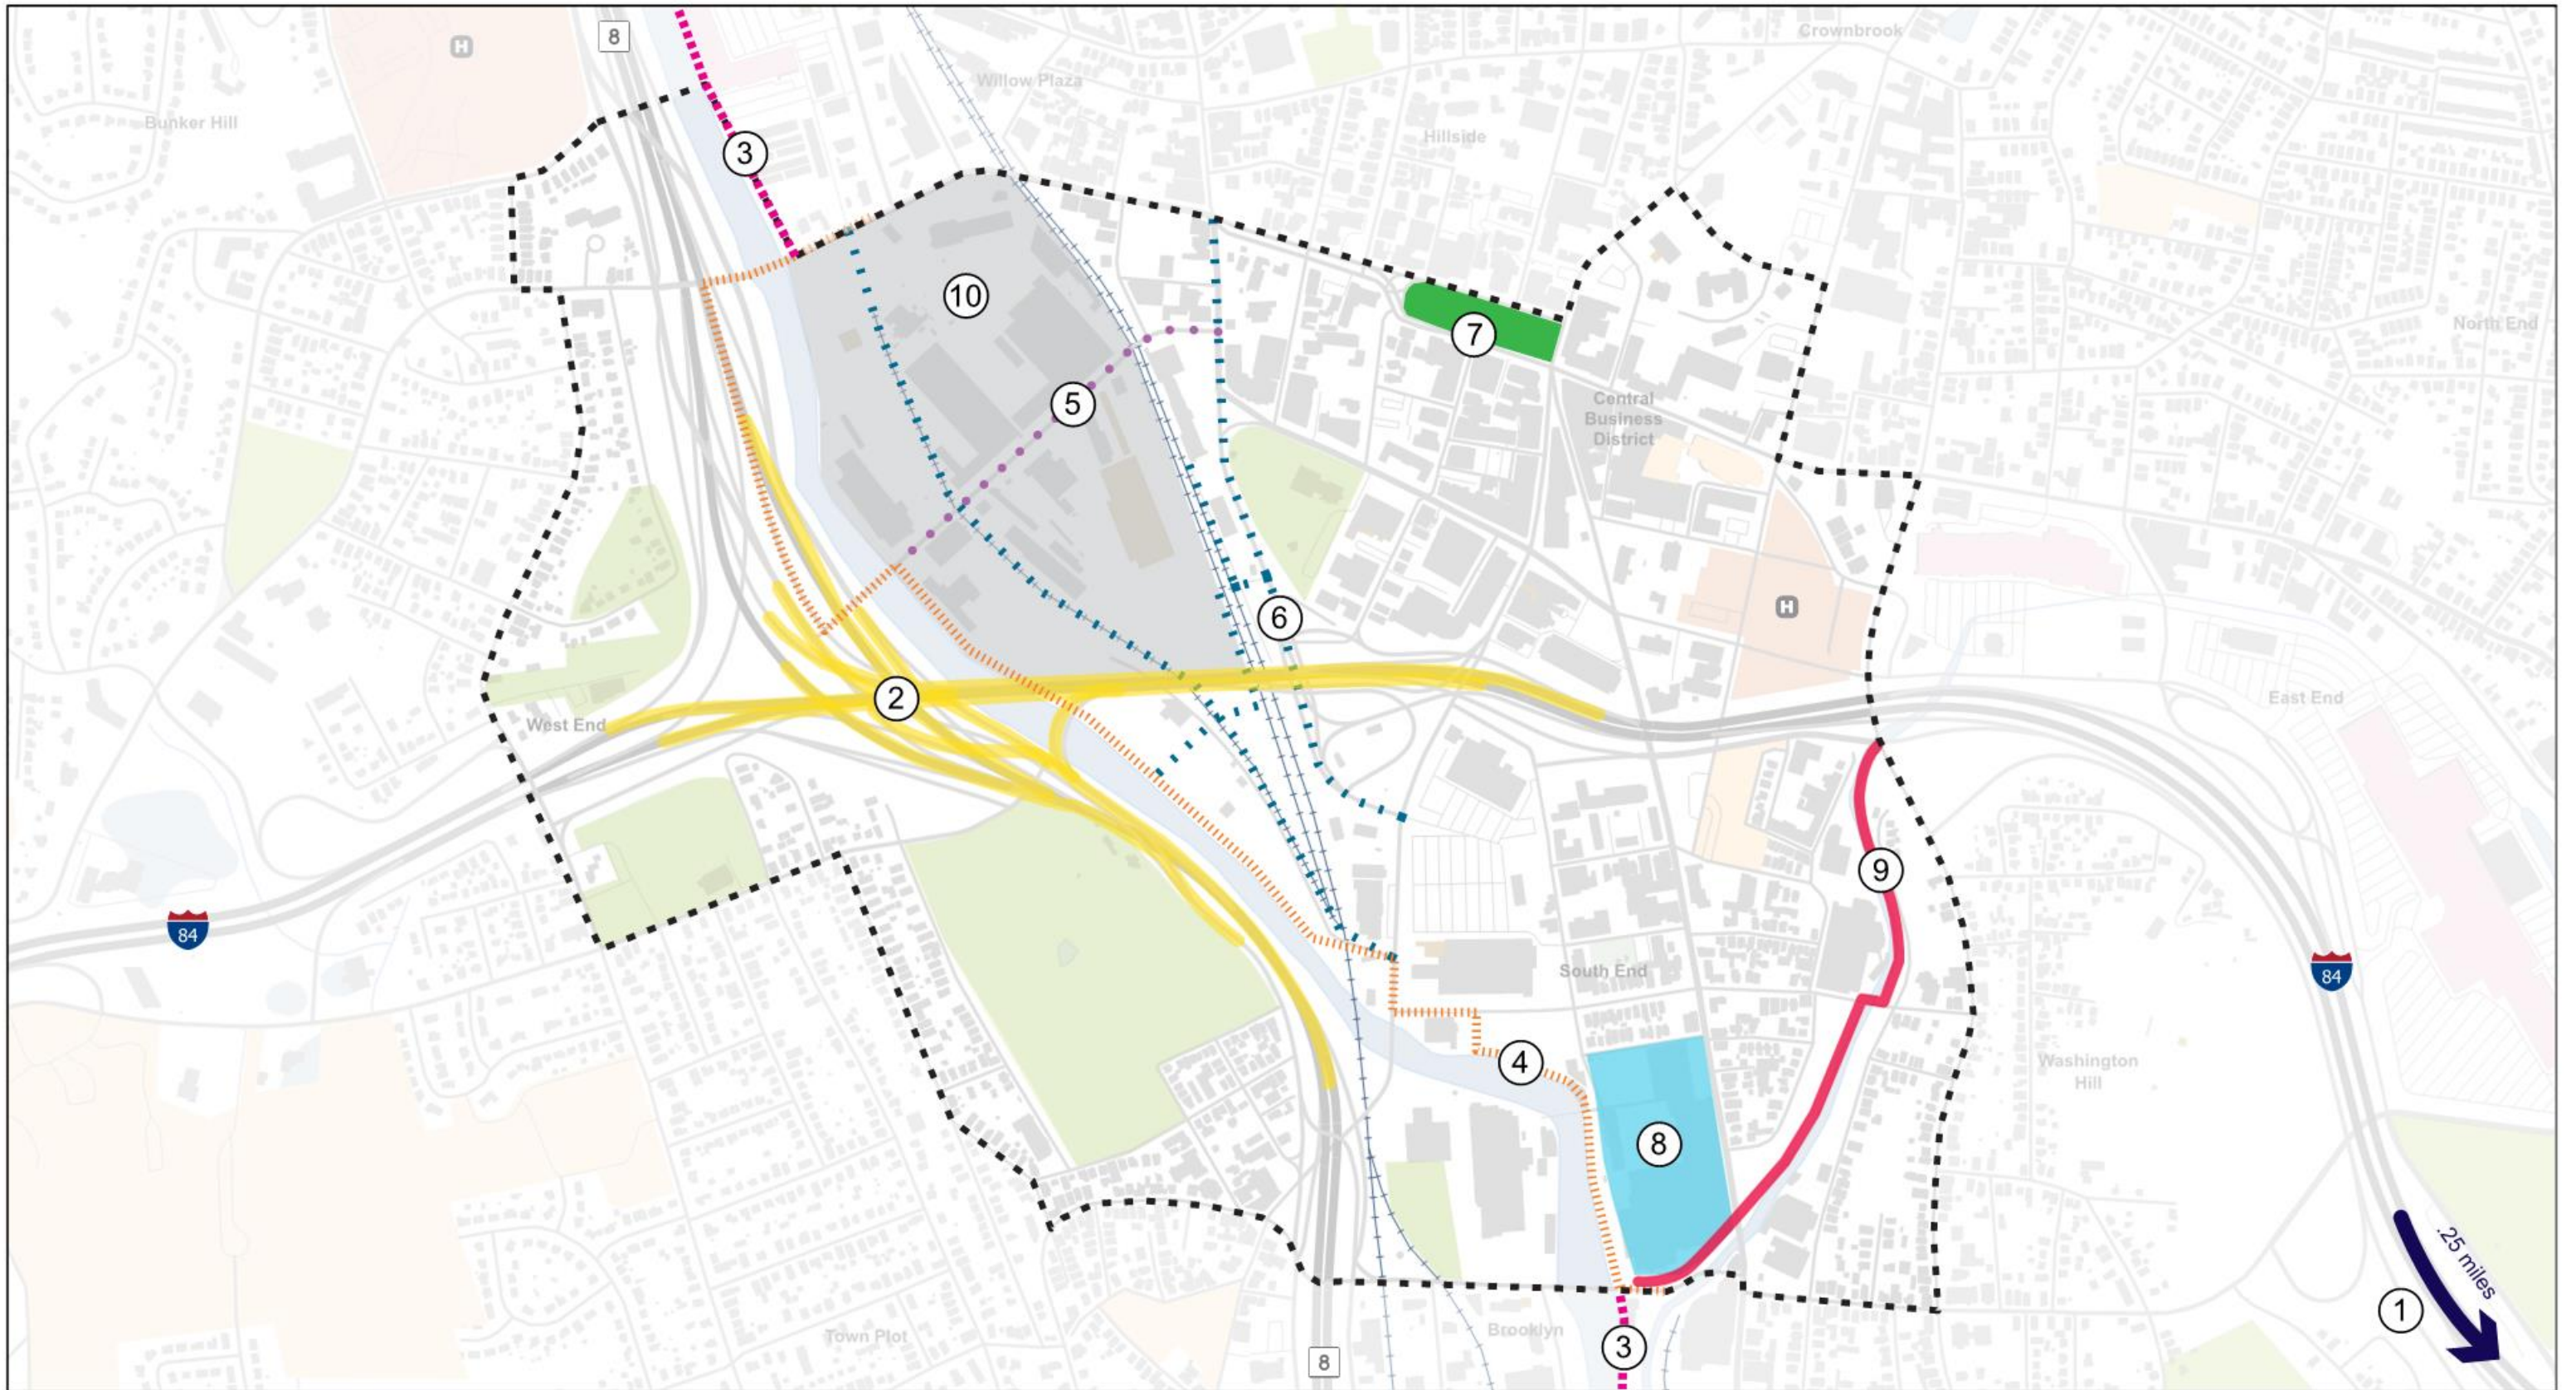 8
Crownbrook
H
Willow Plaza
Bunker Hill
Hillside
3
10
7
North End
5
Central
Business
District
H
6
2
West End
East End
9
84
84
South End
4
Washington
Hill
8
.25 miles
1
Town Plot
Brooklyn
3
8